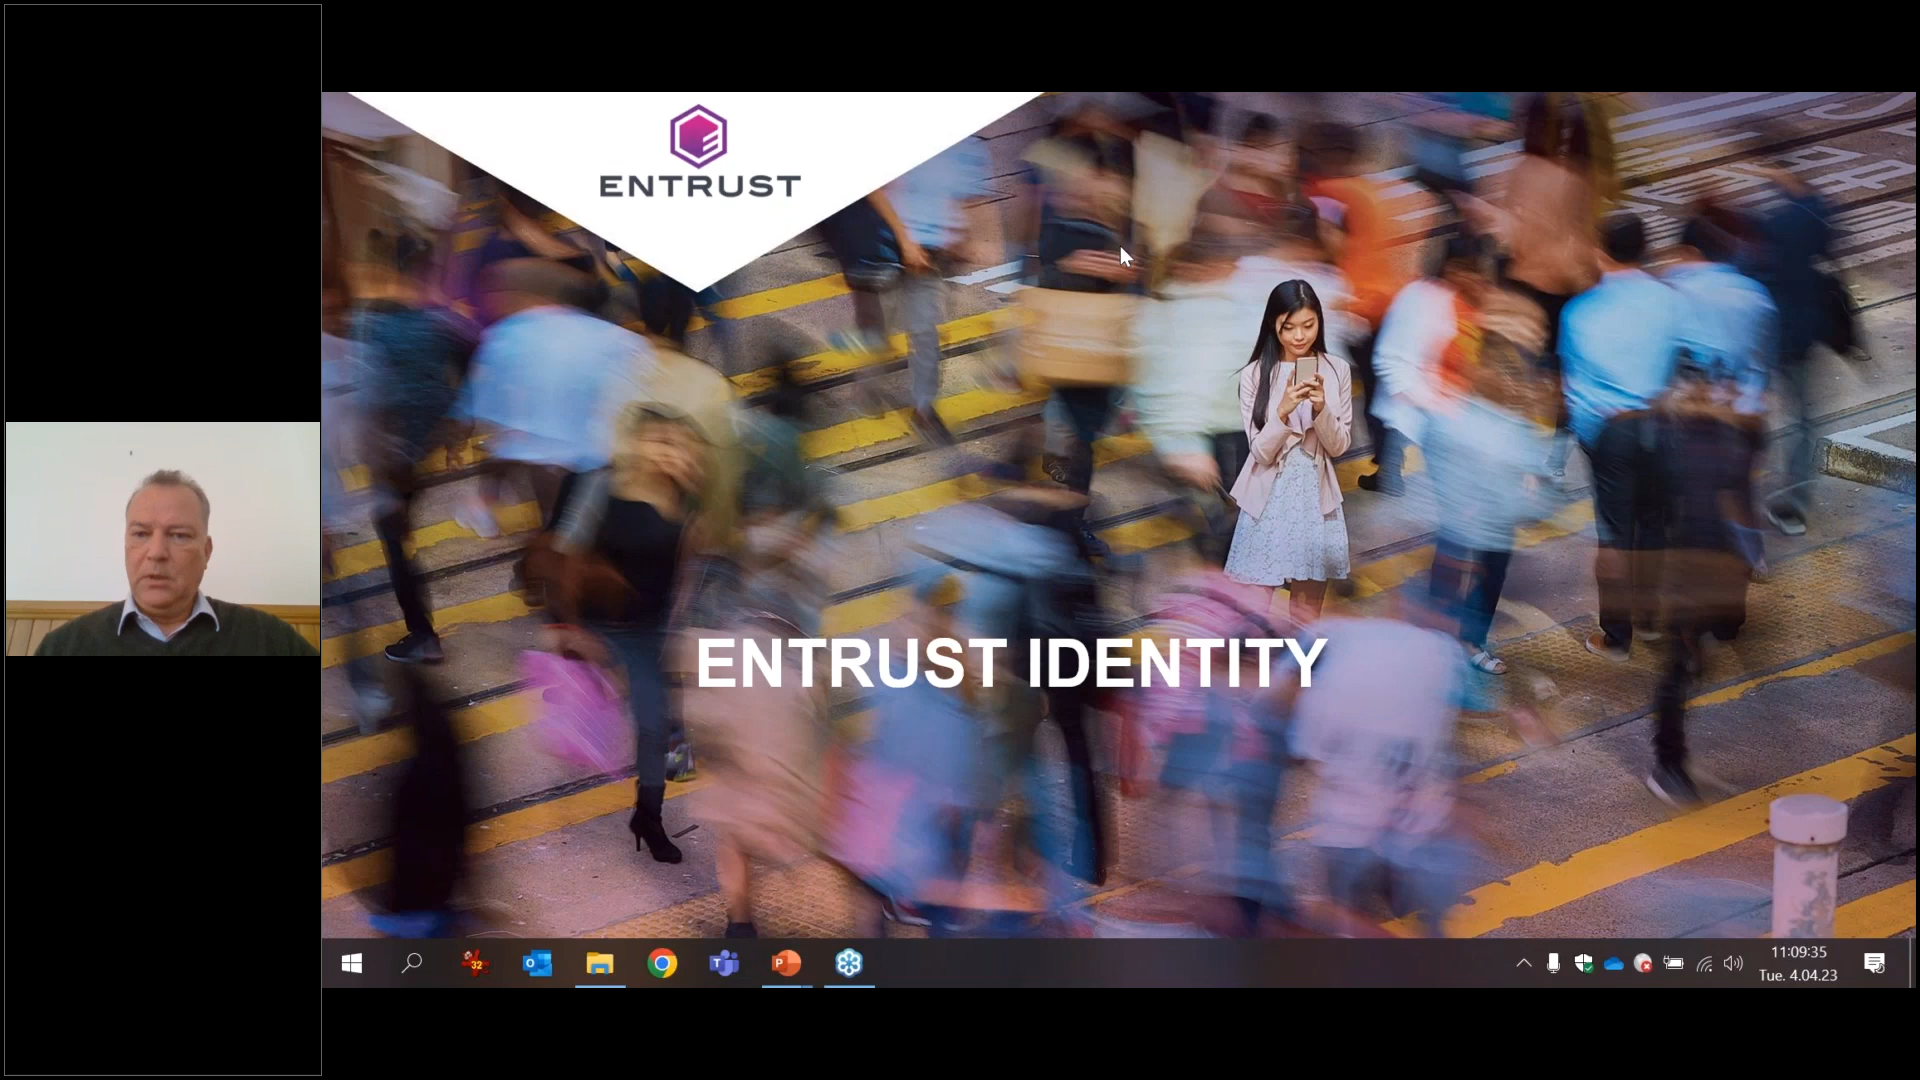 ENTRUST
ENTRUST IDENTITY
32
11:09:35
Tue. 4.04.23